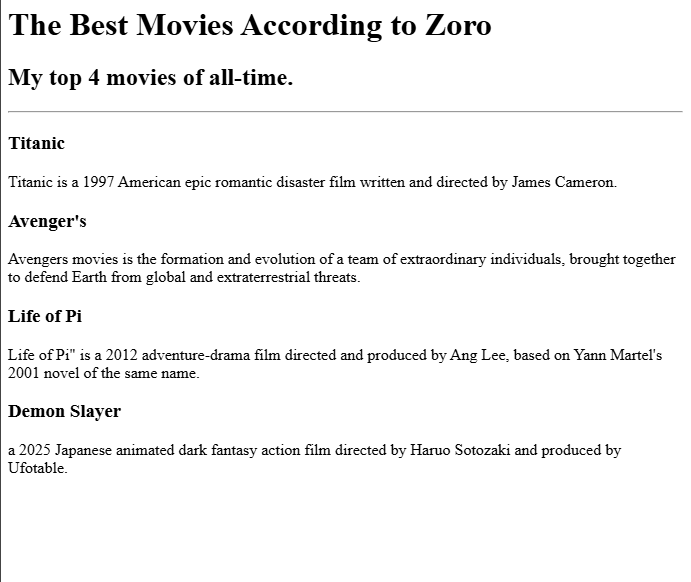 The Best Movies According to Zoro
My top 4 movies of all-time.
Titanic
Titanic is a 1997 American epic romantic disaster film written and directed by James Cameron.
Avenger's
Avengers movies is the formation and evolution of a team of extraordinary individuals, brought together
to defend Earth from global and extraterrestrial threats.
Life of Pi
Life of Pi" is a 2012 adventure-drama film directed and produced by Ang Lee, based on Yann Martel's
2001 novel of the same name.
Demon Slayer
a 2025 Japanese animated dark fantasy action film directed by Haruo Sotozaki and produced by
Ufotable.